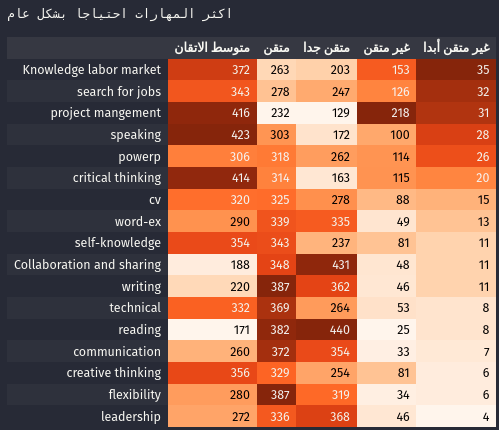 اكثر المهارات احتياجا بشكل عام
متوسط الاتقان متقن متقن جدا غير متقن غير متقن أبدا
Knowledge labor market 372 263 203 153 35
search for jobs 343 278 247 126 32
project mangement 416 232 129 218 31
speaking 423 303 172 100 28
powerp 306 318 262 114 26
critical thinking 414 314 163 115 20
cv 320 325 278 88 15
word-ex 290 339 335 49 13
self-knowledge 354 343 237 81 11
Collaboration and sharing 188 348 431 48 11
writing 220 387 362 46 11
technical 332 369 264 53 8
reading 171 382 440 25 8
communication 260 372 354 33 7
creative thinking 356 329 254 81 6
flexibility 280 387 319 34 6
leadership 272 336 368 46 4